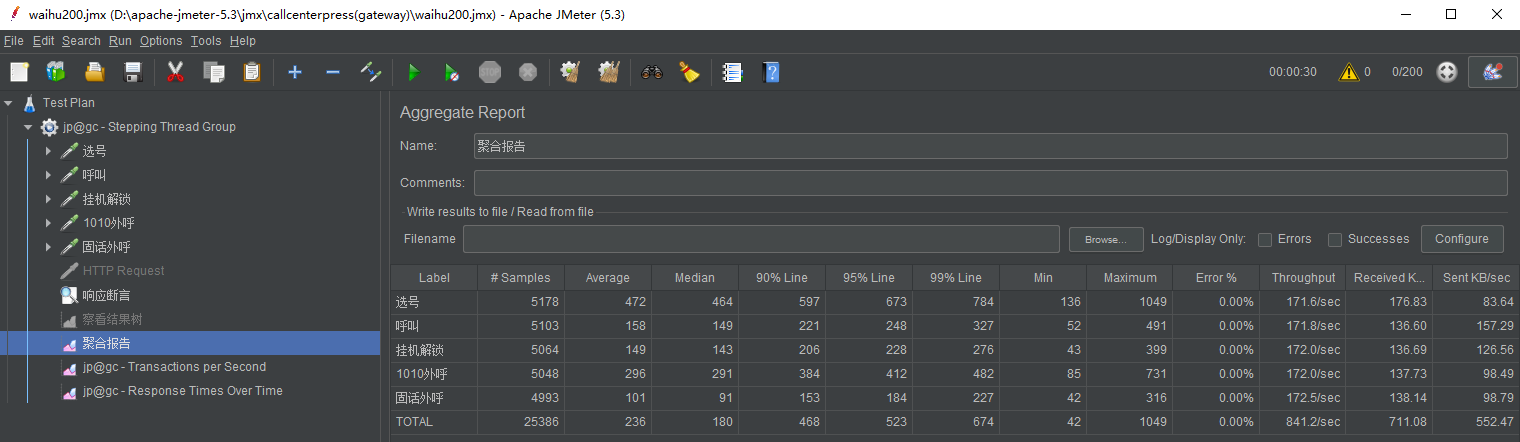 waihu200.jmx (D:\apache-jmeter-5.3\jmx\callcenterpress(gateway)\waihu200.jmx) - Apache JMeter (5.3)
File Edit Search Run Options Tools Help
STOP 00:00:30 0 0/200
Test Plan
jp@gc - Stepping Thread Group
选号
呼叫
挂机解锁
1010外呼
固话外呼
HTTP Request
响应断言
察看结果树
聚合报告
jp@gc - Transactions per Second
jp@gc - Response Times Over Time
Aggregate Report
Name: 聚合报告
Comments:
Write results to file / Read from file
Filename Browse... Log/Display Only: Errors Successes Configure
Label # Samples Average Median 90% Line 95% Line 99% Line Min Maximum Error % Throughput Received K... Sent KB/sec
选号 5178 472 464 597 673 784 136 1049 0.00% 171.6/sec 176.83 83.64
呼叫 5103 158 149 221 248 327 52 491 0.00% 171.8/sec 136.60 157.29
挂机解锁 5064 149 143 206 228 276 43 399 0.00% 172.0/sec 136.69 126.56
1010外呼 5048 296 291 384 412 482 85 731 0.00% 172.0/sec 137.73 98.49
固话外呼 4993 101 91 153 184 227 42 316 0.00% 172.5/sec 138.14 98.79
TOTAL 25386 236 180 468 523 674 42 1049 0.00% 841.2/sec 711.08 552.47